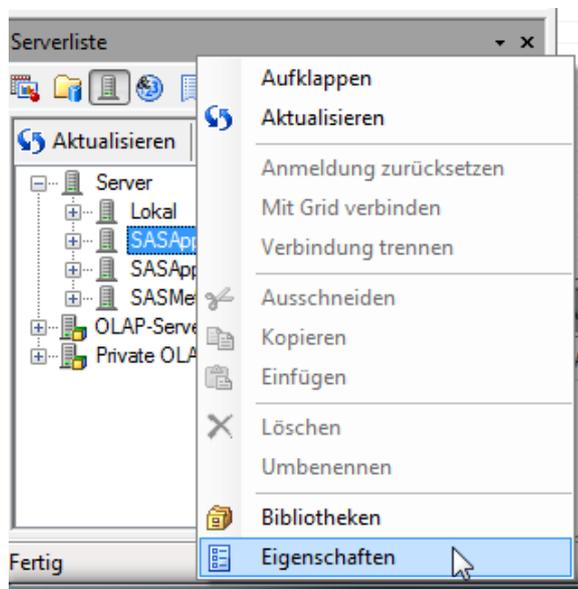 Serverliste
Aktualisieren
Server
Lokal
SASApp
SASApp
SASMe
OLAP-Serve
Private OLA
Fertig
Aufklappen
Aktualisieren
Anmeldung zurücksetzen
Mit Grid verbinden
Verbindung trennen
Ausschneiden
Kopieren
Einfügen
Löschen
Umbenennen
Bibliotheken
Eigenschaften